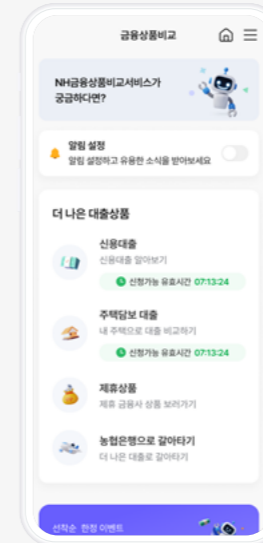 금융상품비교
NH금융상품비교서비스가
궁금하다면?
알림 설정
알림 설정하고 유용한 소식을 받아보세요
더 나은 대출상품
신용대출
신용대출 알아보기
신청가능 유효시간 07:13:24
주택담보 대출
내 주택으로 대출 비교하기
신청가능 유효시간 07:13:24
제휴상품
제휴 금융사 상품 보러가기
농협은행으로 갈아타기
더 나은 대출로 갈아타기
선착순 한정 이벤트